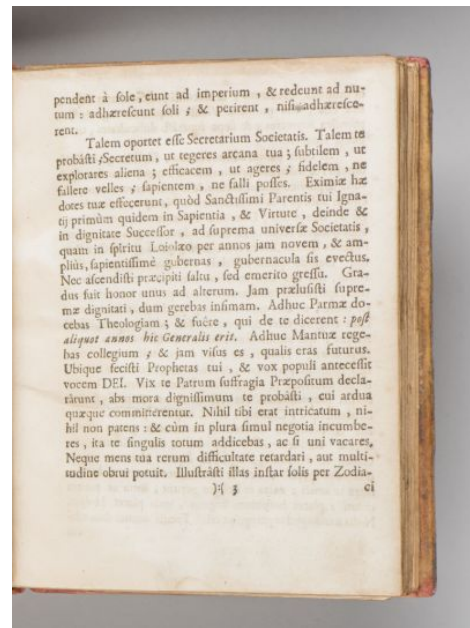 pendent à sole, eunt ad imperium, & redeunt ad nu-
tum: adhærescunt soli; & perirent, nisi adhæresce-
rent.
Talem oportet esse Secretarium Societatis. Talem te
probâsti; Secretum, ut tegeres arcana tua; subtilem, ut
explorares aliena; efficacem, ut ageres; fidelem, ne
fallere velles; sapientem, ne falli posses. Eximiæ hæ
dotes tuæ effecerunt, quòd Sanctissimi Parentis tui Igna-
tij primùm quidem in Sapientia, & Virtute, deinde &
in dignitate Successor, ad suprema universæ Societatis,
quam in spiritu Loiolæo per annos jam novem, & am-
plius, sapientissimè gubernas, gubernacula sis evectus.
Nec ascendisti præcipiti saltu, sed emerito gressu. Gra-
dus fuit honor unus ad alterum. Jam prælusisti supre-
mæ dignitati, dum gerebas infimam. Adhuc Parmæ do-
cebas Theologiam; & fuêre, qui de te dicerent: post
aliquot annos hic Generalis erit. Adhuc Mantuæ rege-
bas collegium; & jam visus es, qualis eras futurus.
Ubique fecisti Prophetas tui, & vox populi antecessit
vocem DEI. Vix te Patrum suffragia Præpositum decla-
rârunt, abs mora dignissimum te probâsti, cui ardua
quæque committerentur. Nihil tibi erat intricatum, ni-
hil non patens: & cùm in plura simul negotia incumbe-
res, ita te singulis totum addicebas, ac si uni vacares.
Neque mens tua rerum difficultate retardari, aut multi-
tudine obrui potuit. Illustrâsti illas instar solis per Zodia-
):( 3 ci